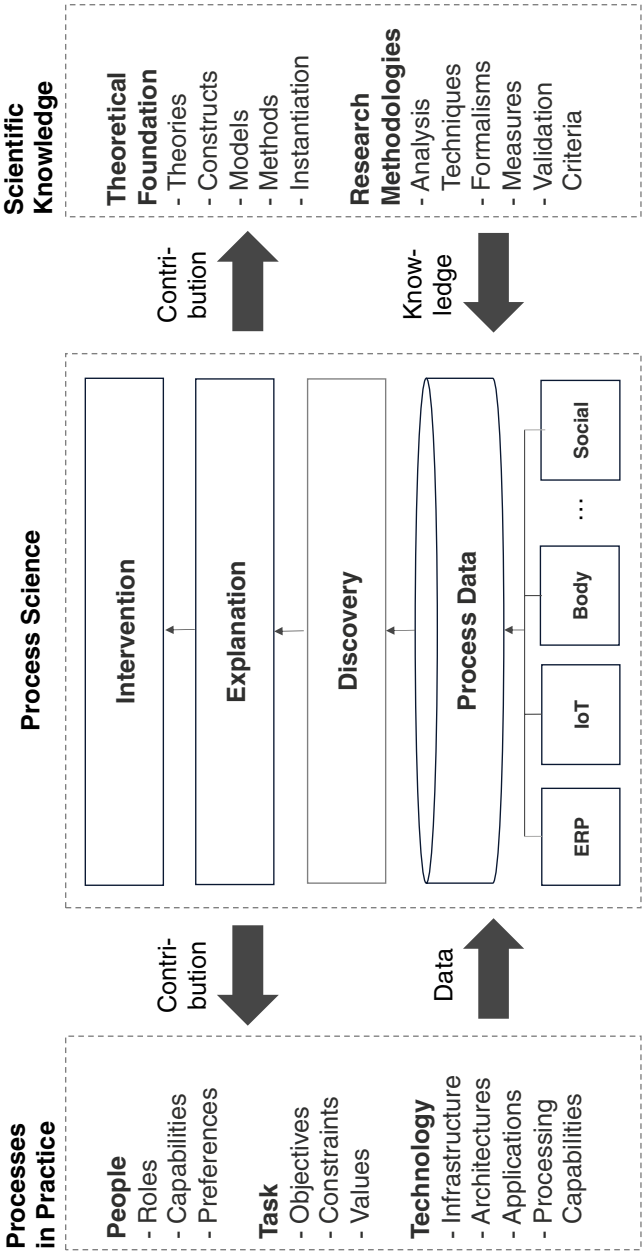 Processes
in Practice
People
- Roles
- Capabilities
- Preferences
Task
- Objectives
- Constraints
- Values
Technology
- Infrastructure
- Architectures
- Applications
- Processing
Capabilities
Contri-
bution
Data
Process Science
Intervention
Explanation
Discovery
Process Data
ERP
IoT
Body
...
Social
Contri-
bution
Know-
ledge
Scientific
Knowledge
Theoretical
Foundation
- Theories
- Constructs
- Models
- Methods
- Instantiation
Research
Methodologies
- Analysis
Techniques
- Formalisms
- Measures
- Validation
Criteria